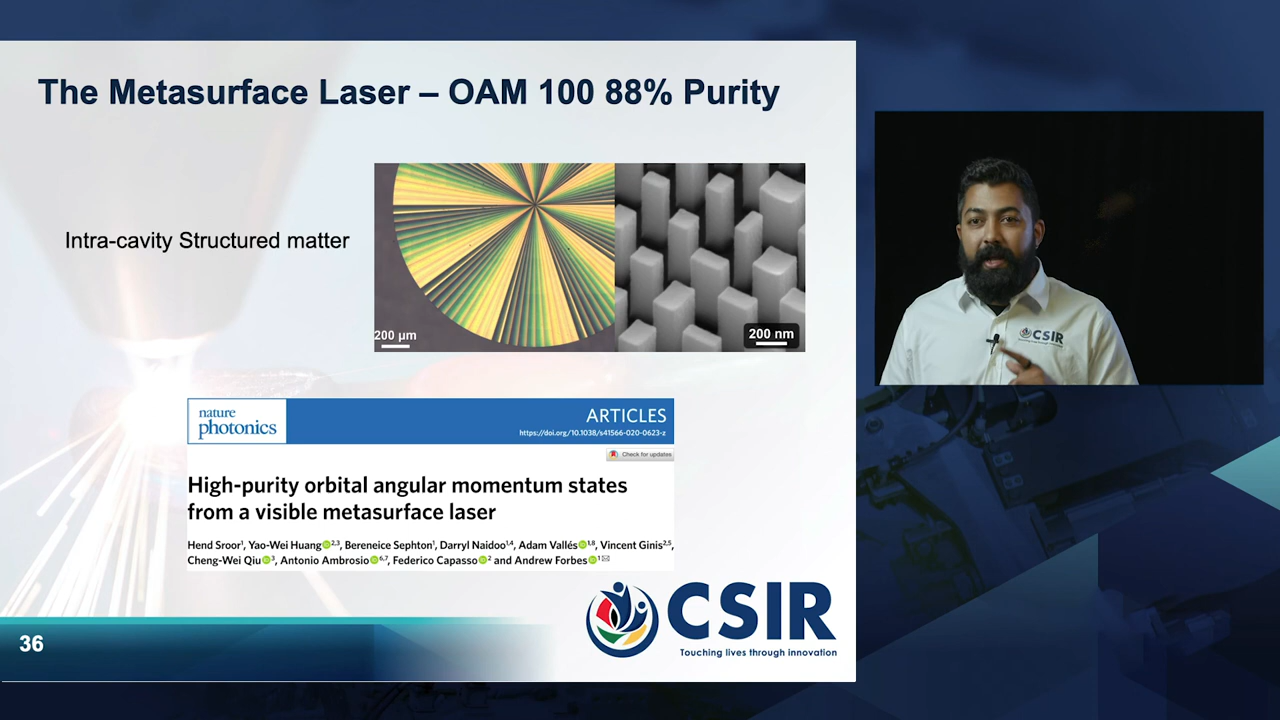 The Metasurface Laser – OAM 100 88% Purity
Intra-cavity Structured matter
200 µm
200 nm
nature
photonics
ARTICLES
https://doi.org/10.1038/s41566-020-0623-z
Check for updates
High-purity orbital angular momentum states
from a visible metasurface laser
Hend Sroor¹, Yao-Wei Huang²,³, Bereneice Sephton¹, Darryl Naidoo¹,⁴, Adam Vallés¹,⁸, Vincent Ginis²,⁵,
Cheng-Wei Qiu³, Antonio Ambrosio⁶,⁷, Federico Capasso² and Andrew Forbes¹
36
CSIR
Touching lives through innovation
CSIR